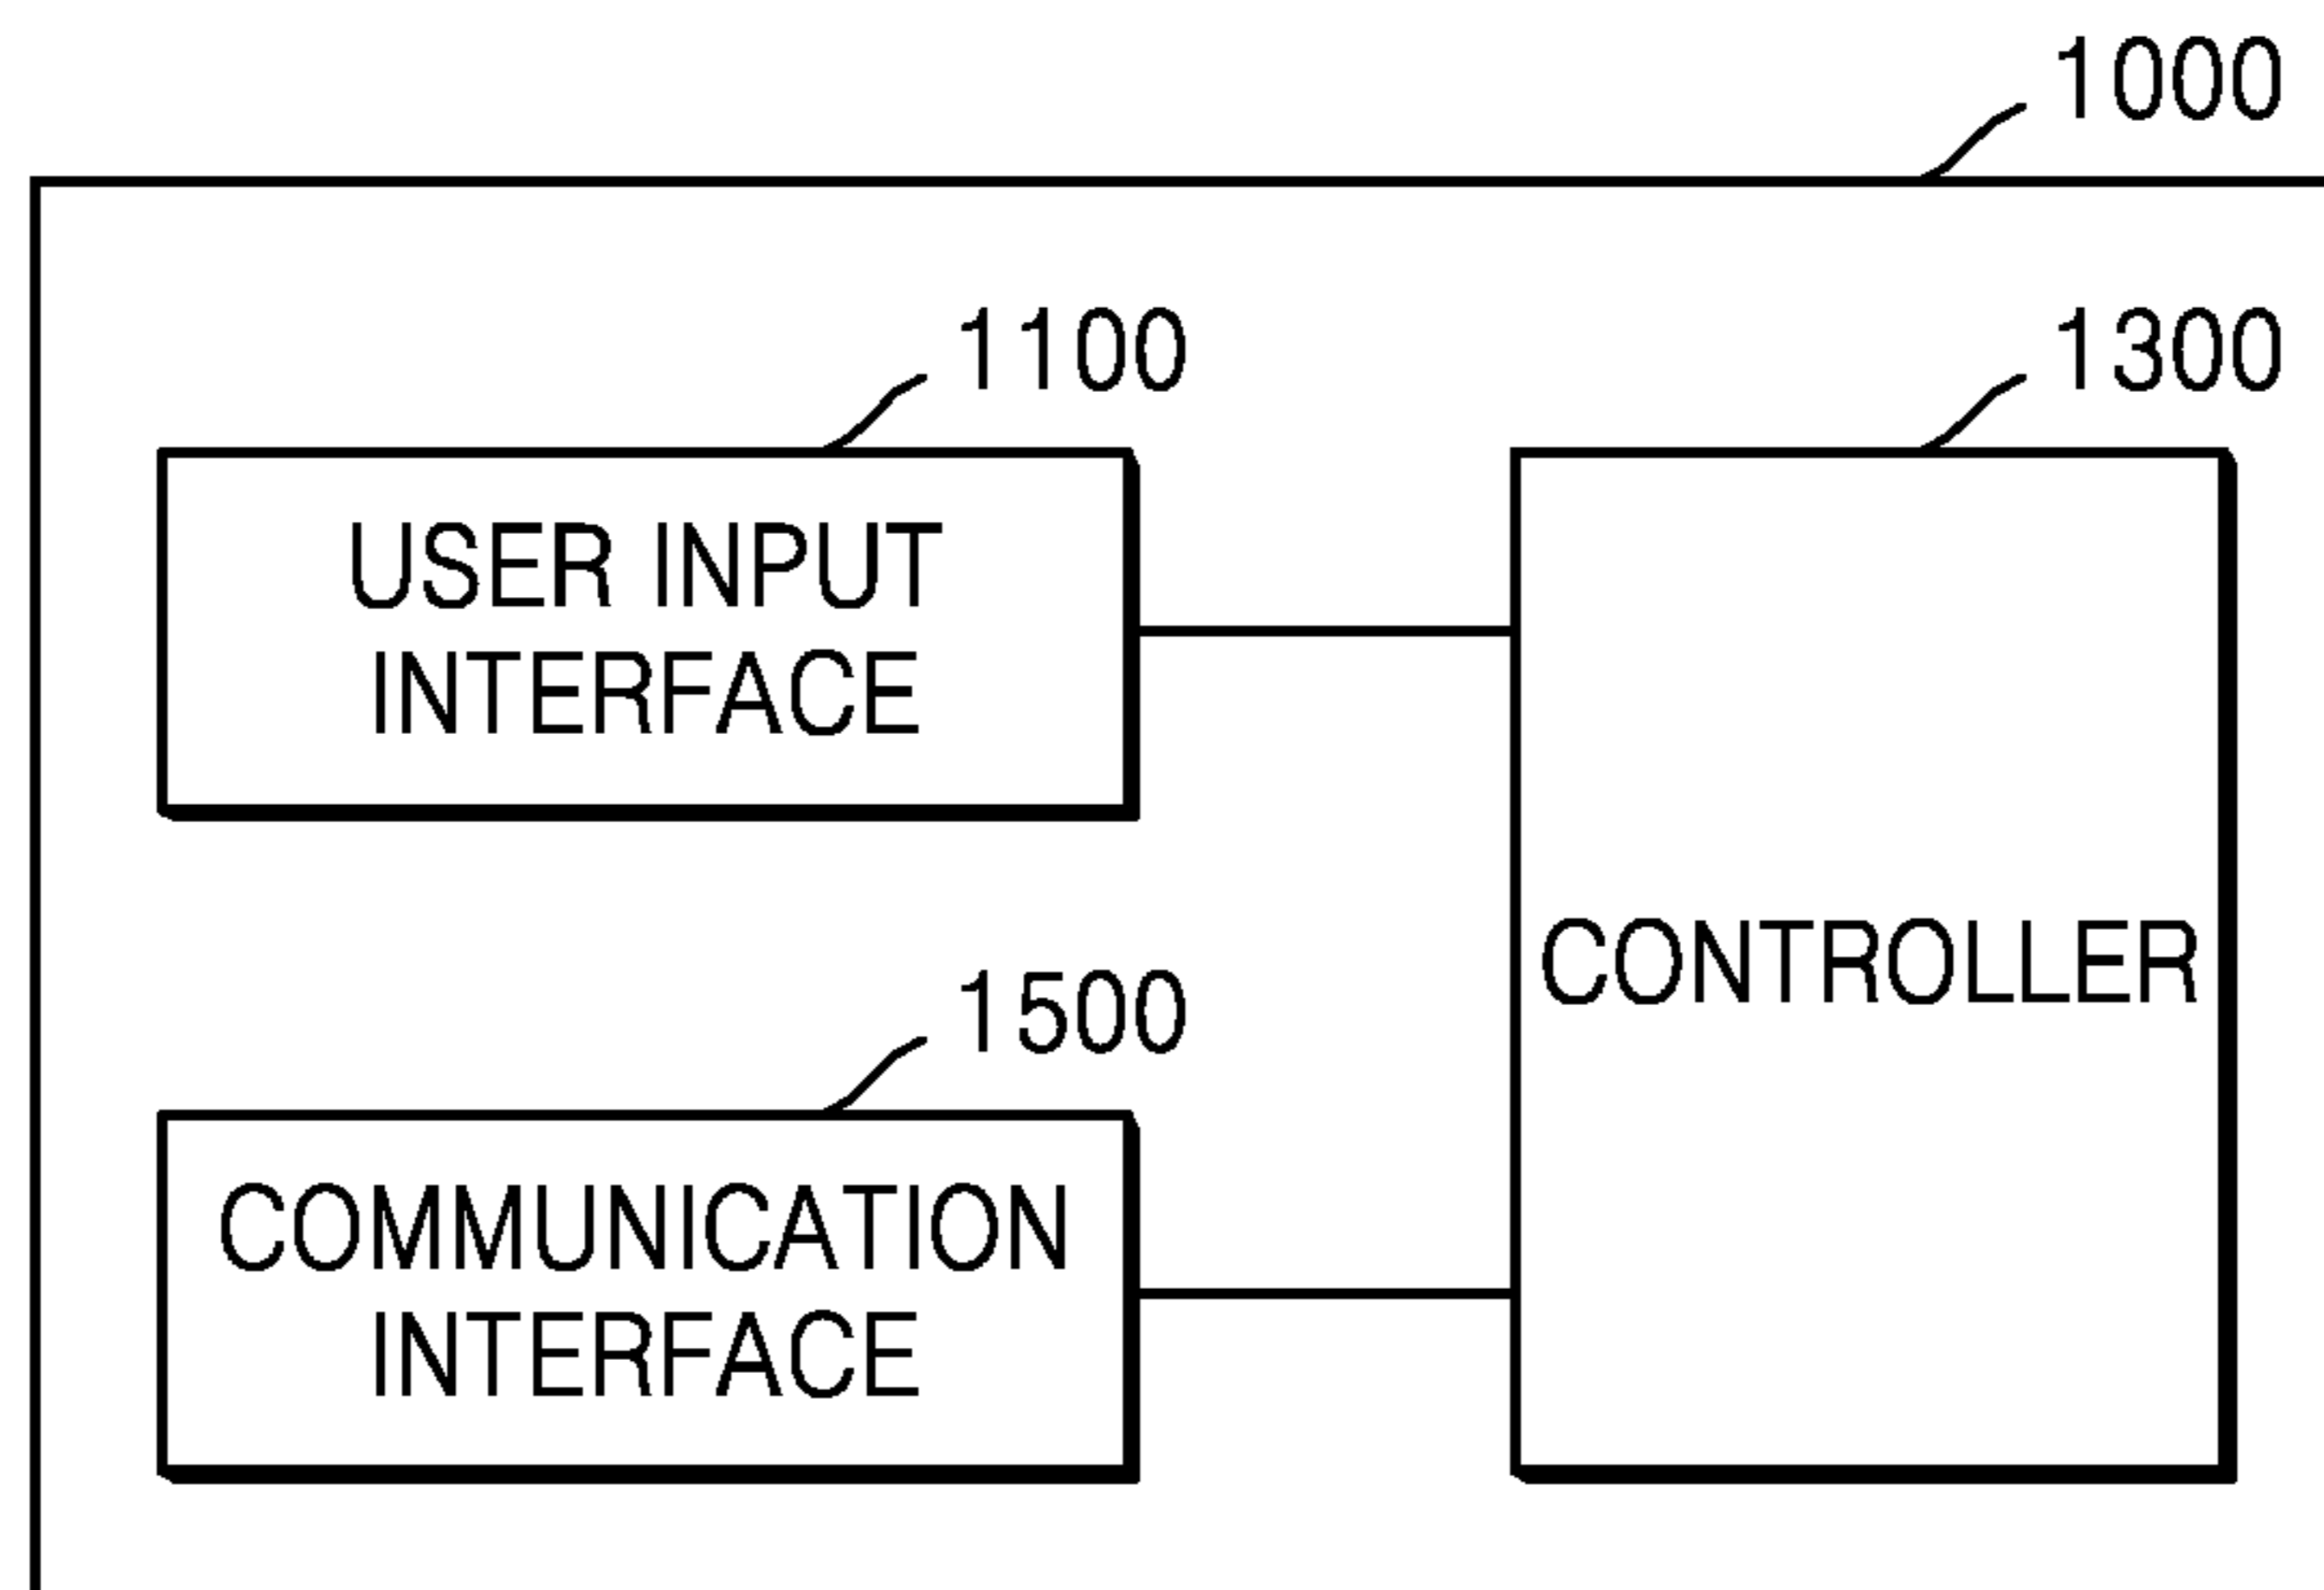 1000
1100
1300
USER INPUT
INTERFACE
CONTROLLER
1500
COMMUNICATION
INTERFACE